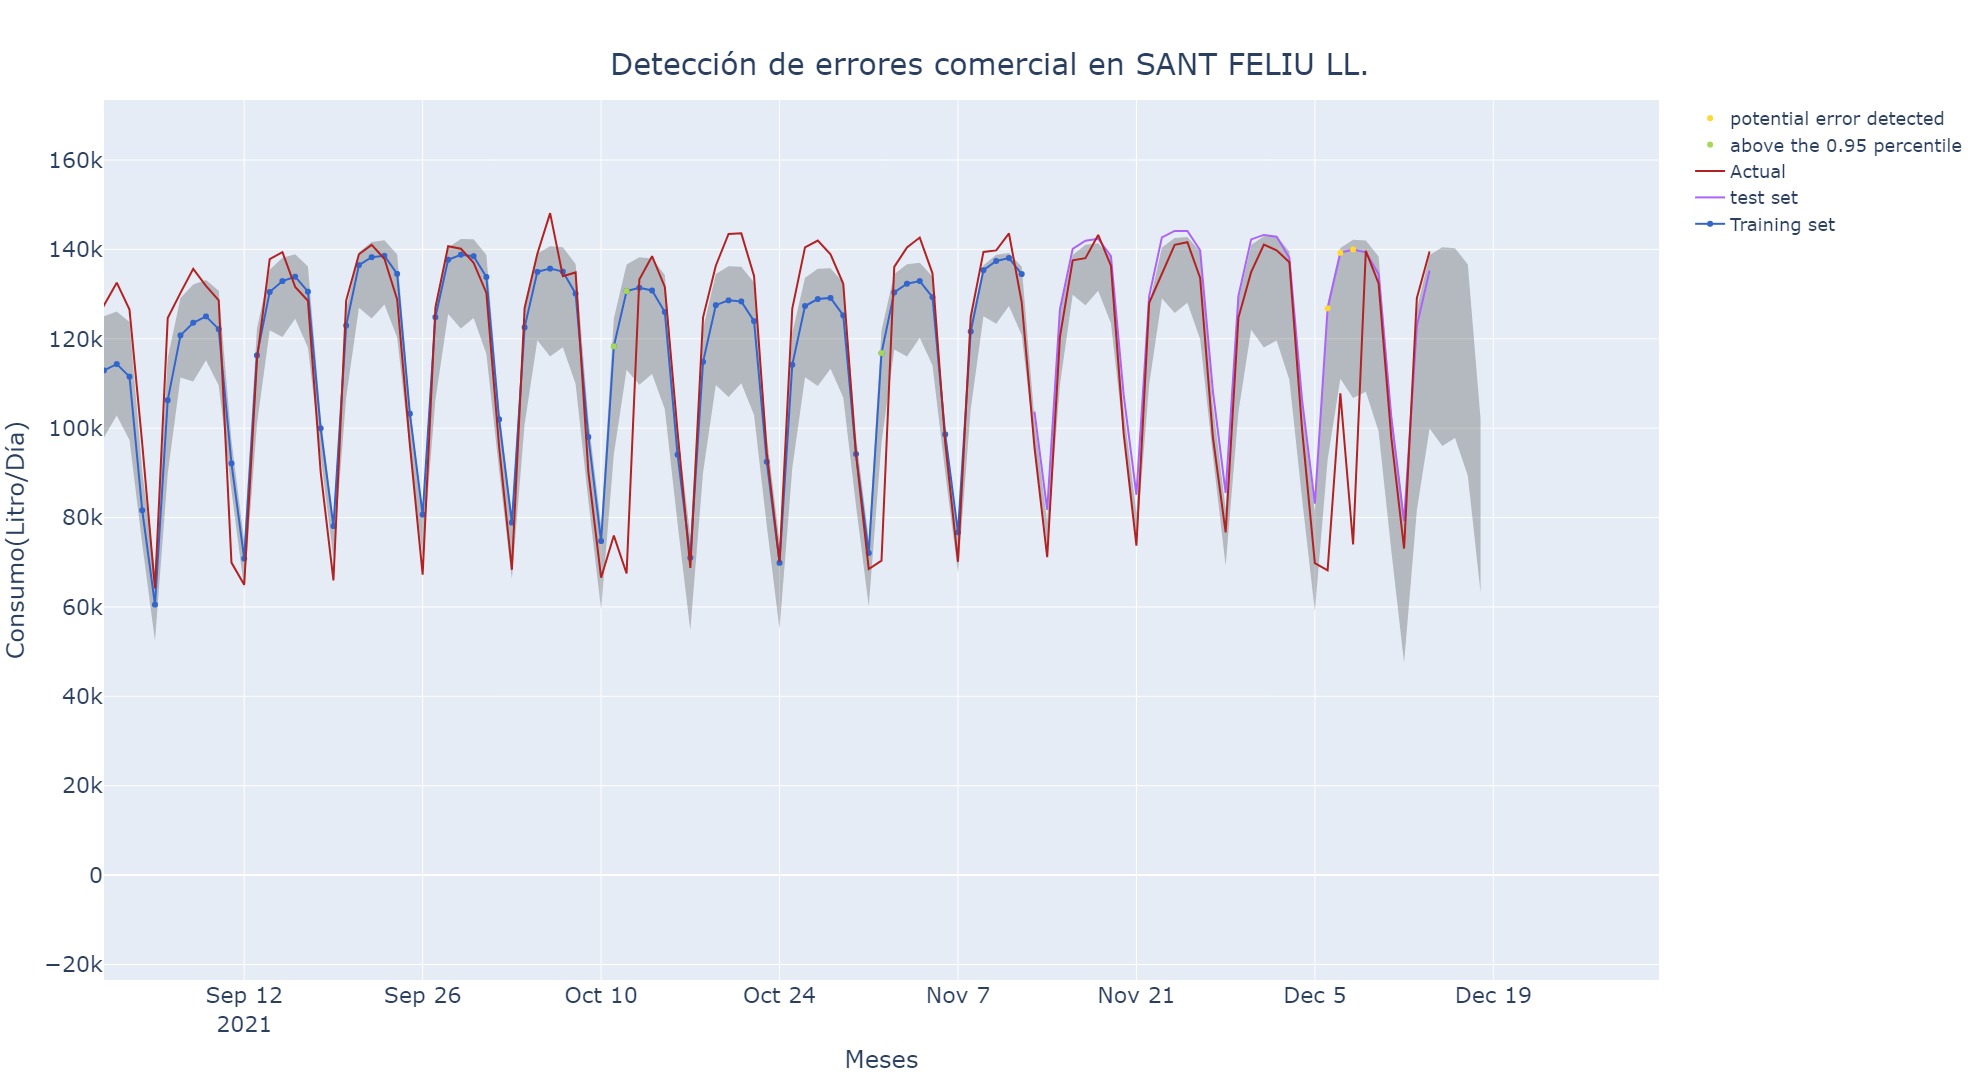 Detección de errores comercial en SANT FELIU LL.
potential error detected
above the 0.95 percentile
Actual
test set
Training set
Consumo(Litro/Día)
160k
140k
120k
100k
80k
60k
40k
20k
0
−20k
Sep 12
2021
Sep 26
Oct 10
Oct 24
Nov 7
Nov 21
Dec 5
Dec 19
Meses